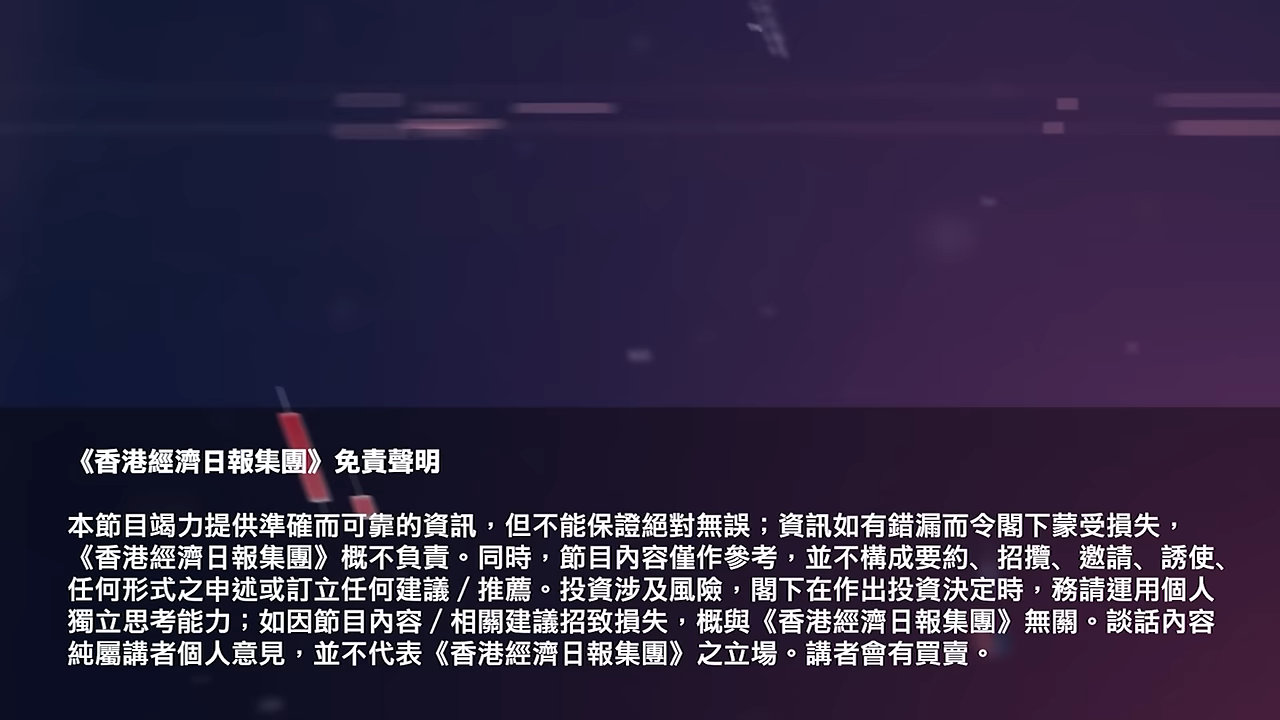 《香港經濟日報集團》免責聲明
本節目竭力提供準確而可靠的資訊，但不能保證絕對無誤；資訊如有錯漏而令閣下蒙受損失，
《香港經濟日報集團》概不負責。同時，節目內容僅作參考，並不構成要約、招攬、邀請、誘使、
任何形式之申述或訂立任何建議／推薦。投資涉及風險，閣下在作出投資決定時，務請運用個人
獨立思考能力；如因節目內容／相關建議招致損失，概與《香港經濟日報集團》無關。談話內容
純屬講者個人意見，並不代表《香港經濟日報集團》之立場。講者會有買賣。